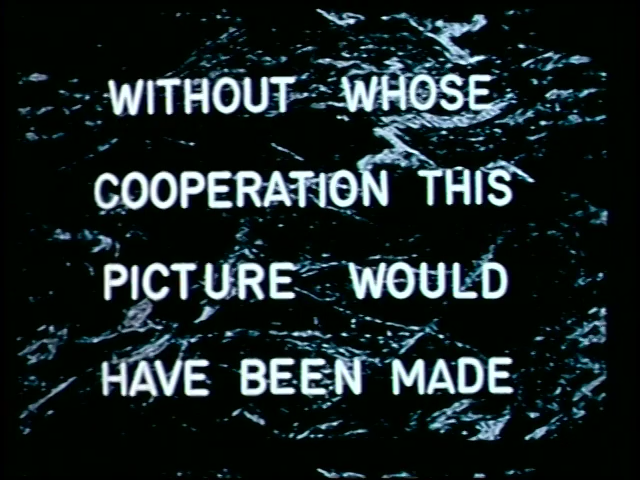 WITHOUT WHOSE
COOPERATION THIS
PICTURE WOULD
HAVE BEEN MADE